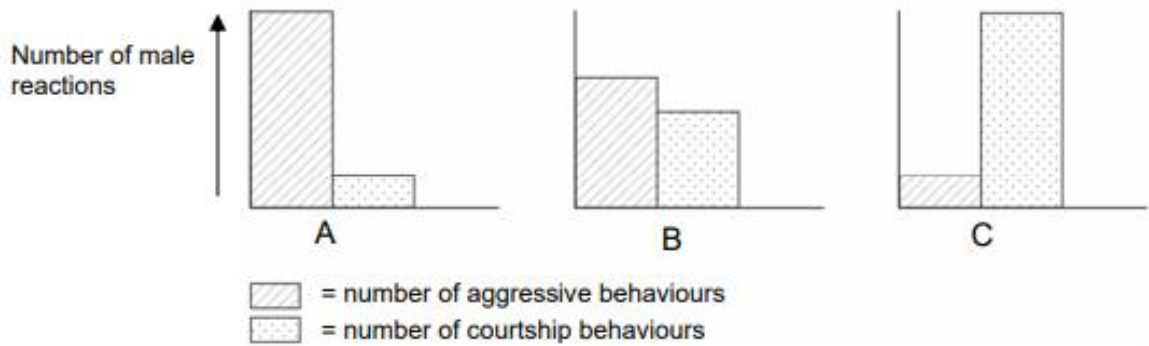 Number of male
reactions
A
B
C
= number of aggressive behaviours
= number of courtship behaviours